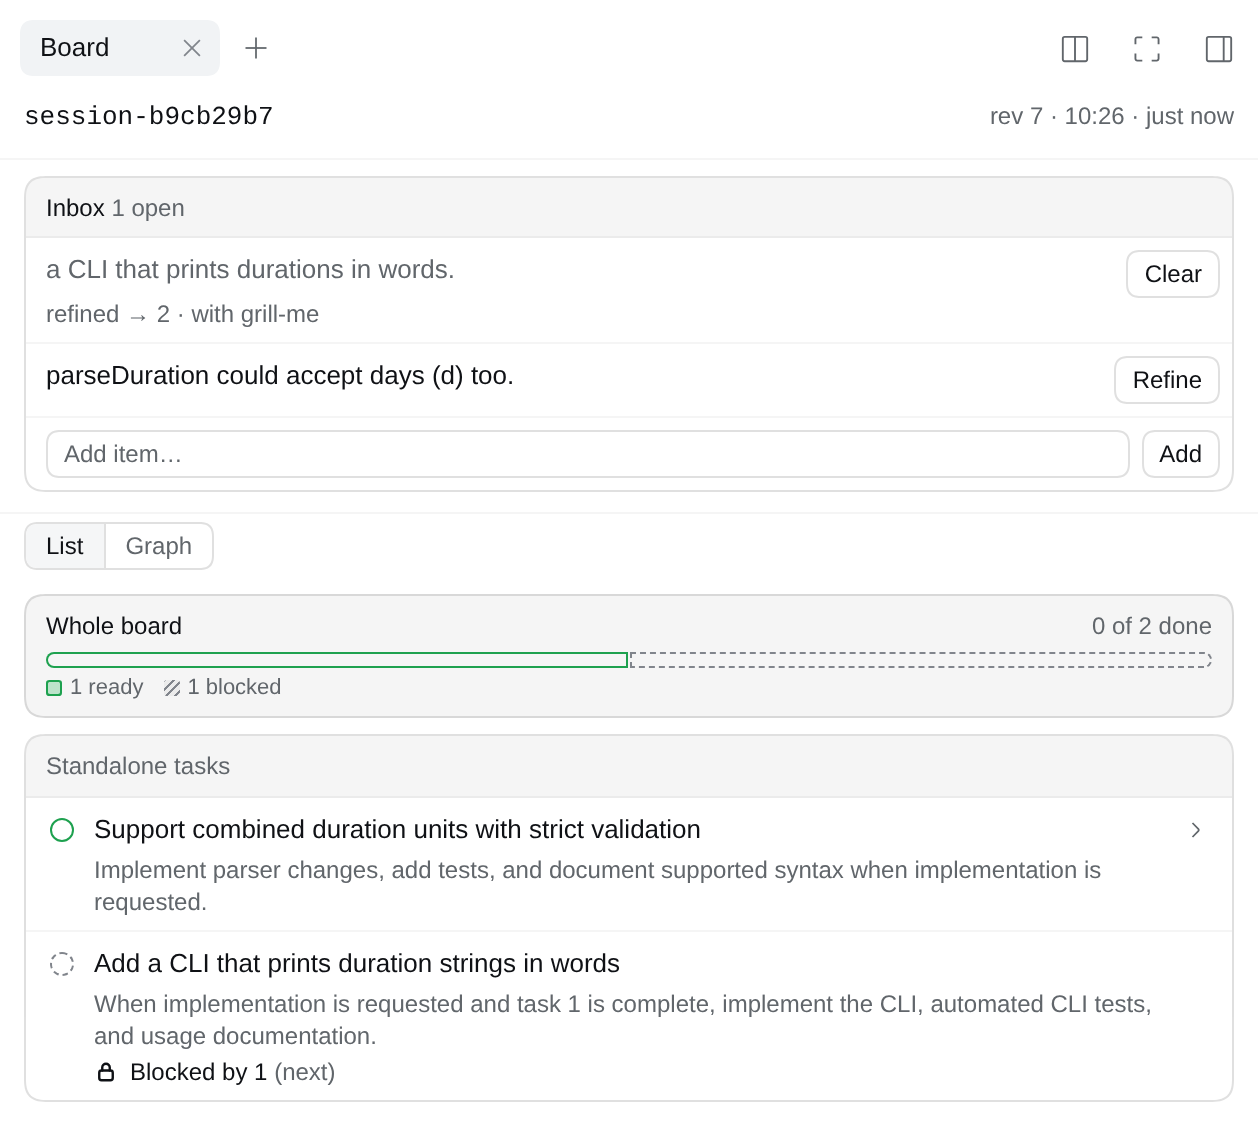 Board
session-b9cb29b7
rev 7 · 10:26 · just now
Inbox 1 open
a CLI that prints durations in words.
Clear
refined → 2 · with grill-me
parseDuration could accept days (d) too.
Refine
Add item…
Add
List
Graph
Whole board
0 of 2 done
1 ready
1 blocked
Standalone tasks
Support combined duration units with strict validation
Implement parser changes, add tests, and document supported syntax when implementation is
requested.
Add a CLI that prints duration strings in words
When implementation is requested and task 1 is complete, implement the CLI, automated CLI tests,
and usage documentation.
Blocked by 1 (next)